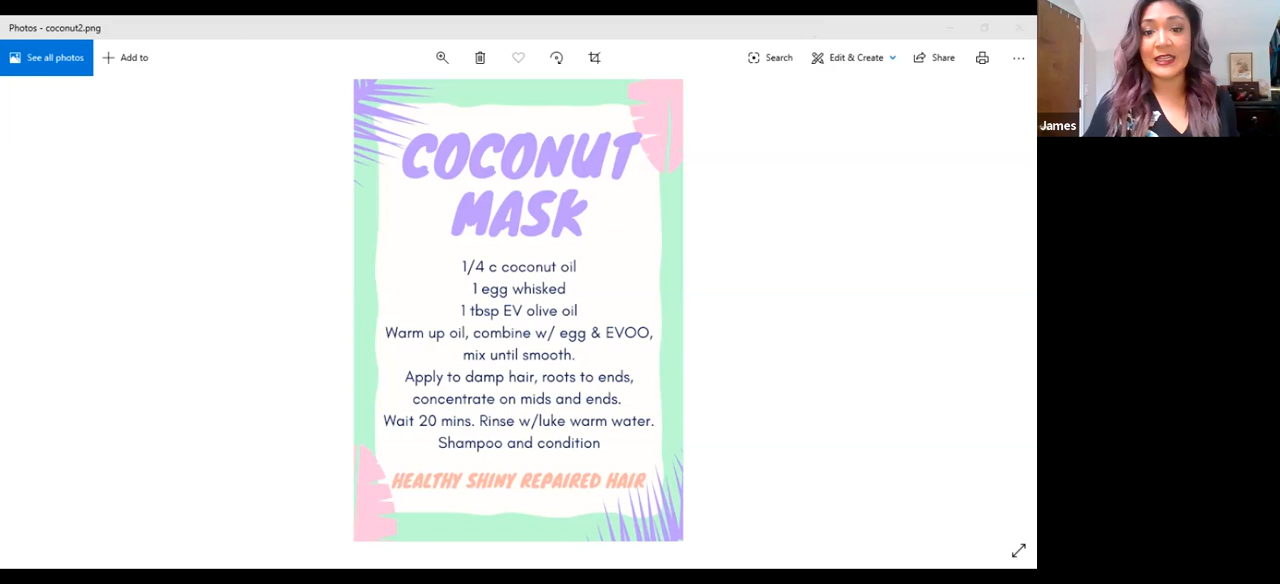 Photos - coconut2.png
See all photos
Add to
Search
Edit & Create
Share
James
COCONUT
MASK
1/4 c coconut oil
1 egg whisked
1 tbsp EV olive oil
Warm up oil, combine w/ egg & EVOO,
mix until smooth.
Apply to damp hair, roots to ends,
concentrate on mids and ends.
Wait 20 mins. Rinse w/luke warm water.
Shampoo and condition
HEALTHY SHINY REPAIRED HAIR